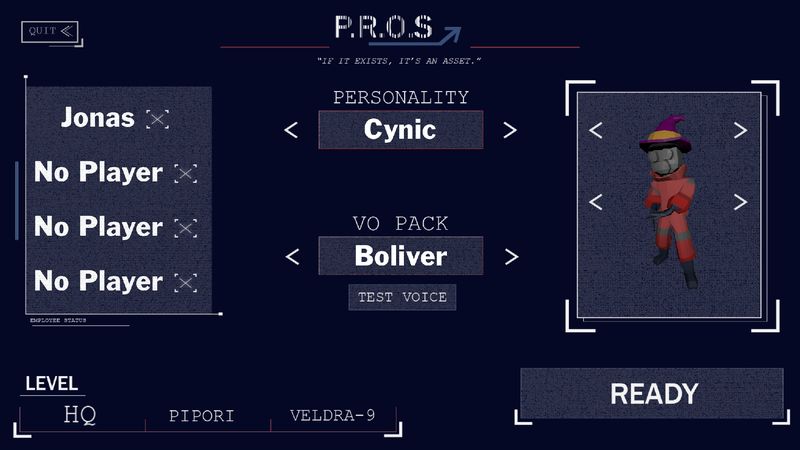 QUIT
P.R.O.S
"IF IT EXISTS, IT'S AN ASSET."
Jonas
No Player
No Player
No Player
EMPLOYEE STATUS
PERSONALITY
Cynic
VO PACK
Boliver
TEST VOICE
LEVEL
HQ PIPORI VELDRA-9
READY